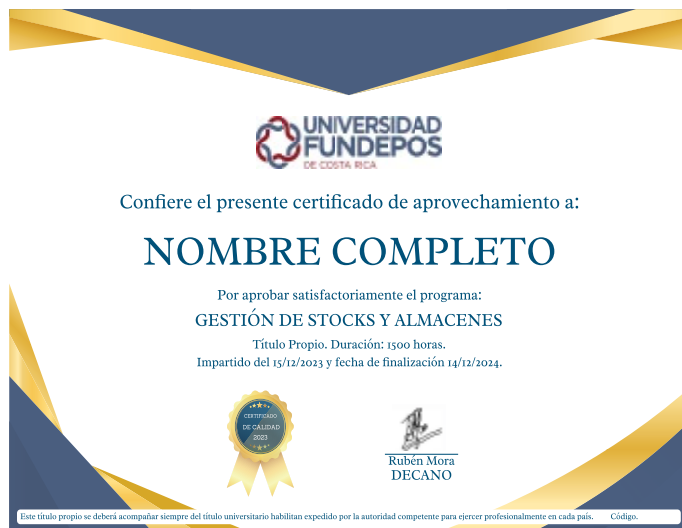 UNIVERSIDAD
FUNDEPOS
DE COSTA RICA
Confiere el presente certificado de aprovechamiento a:
NOMBRE COMPLETO
Por aprobar satisfactoriamente el programa:
GESTIÓN DE STOCKS Y ALMACENES
Título Propio. Duración: 1500 horas.
Impartido del 15/12/2023 y fecha de finalización 14/12/2024.
CERTIFICADO
DE CALIDAD
2023
Rubén Mora
DECANO
Este título propio se deberá acompañar siempre del título universitario habilitan expedido por la autoridad competente para ejercer profesionalmente en cada país. Código.